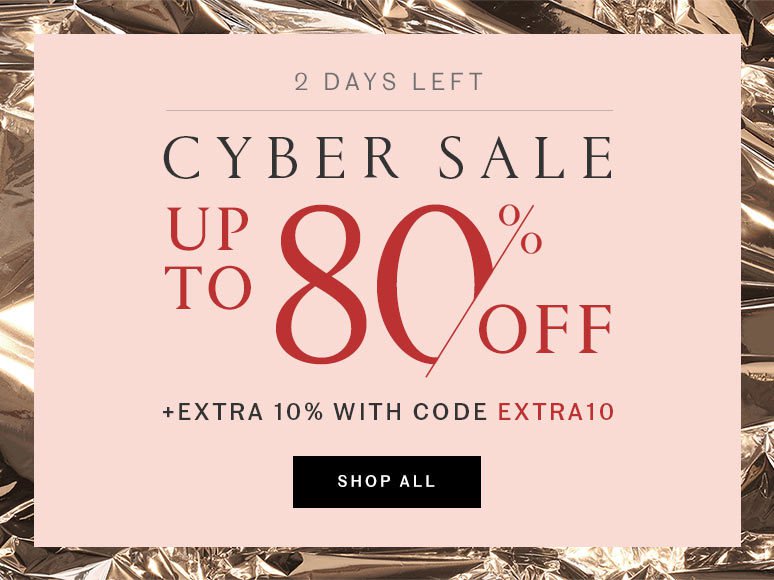 2 DAYS LEFT
CYBER SALE
UP TO 80% OFF
+EXTRA 10% WITH CODE EXTRA10
SHOP ALL